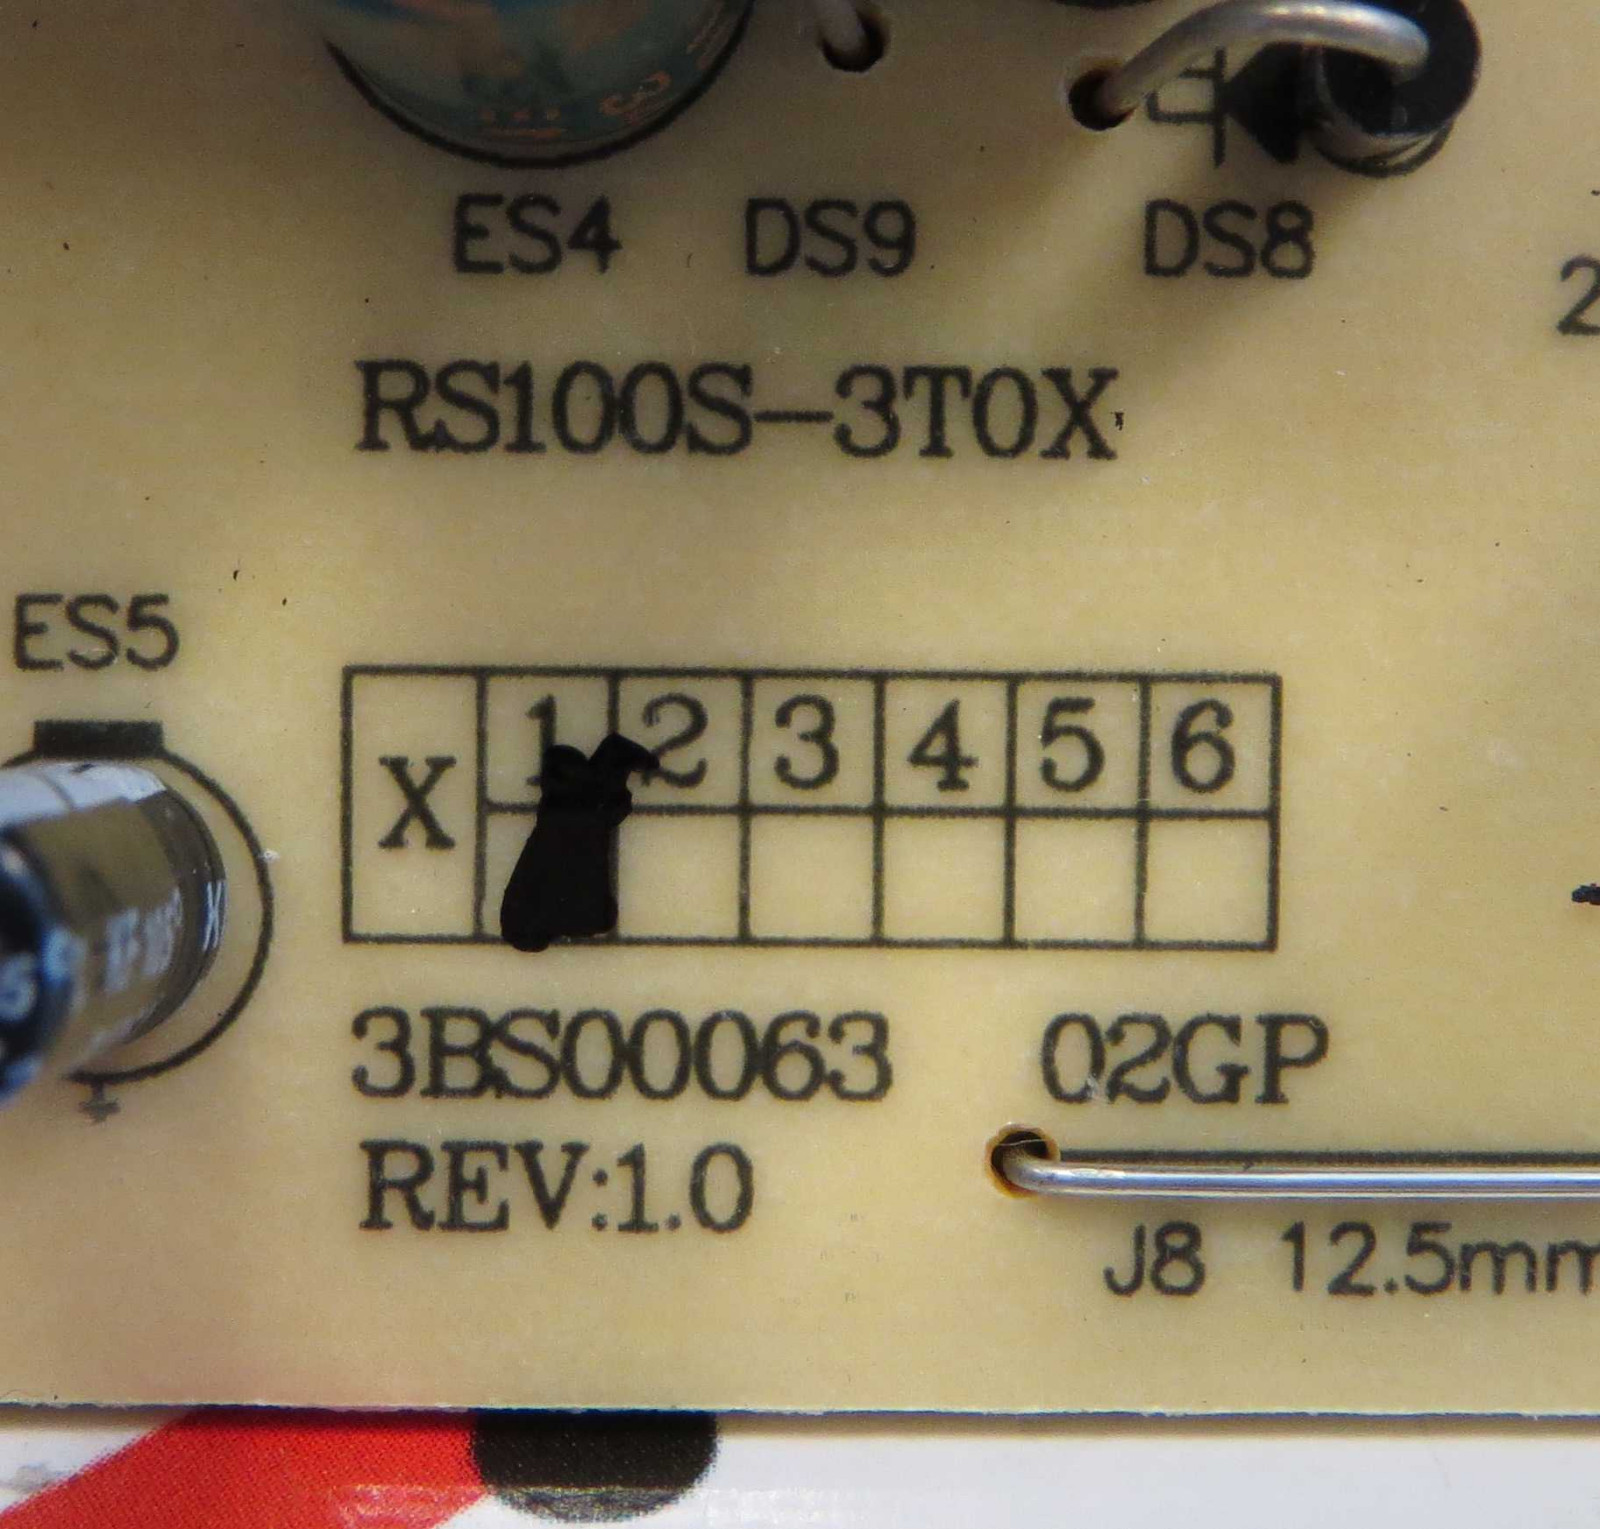 ES4 DS9 DS8
2
RS100S-3T0X
ES5
X 1 2 3 4 5 6
3BS00063 02GP
REV:1.0
J8 12.5mm